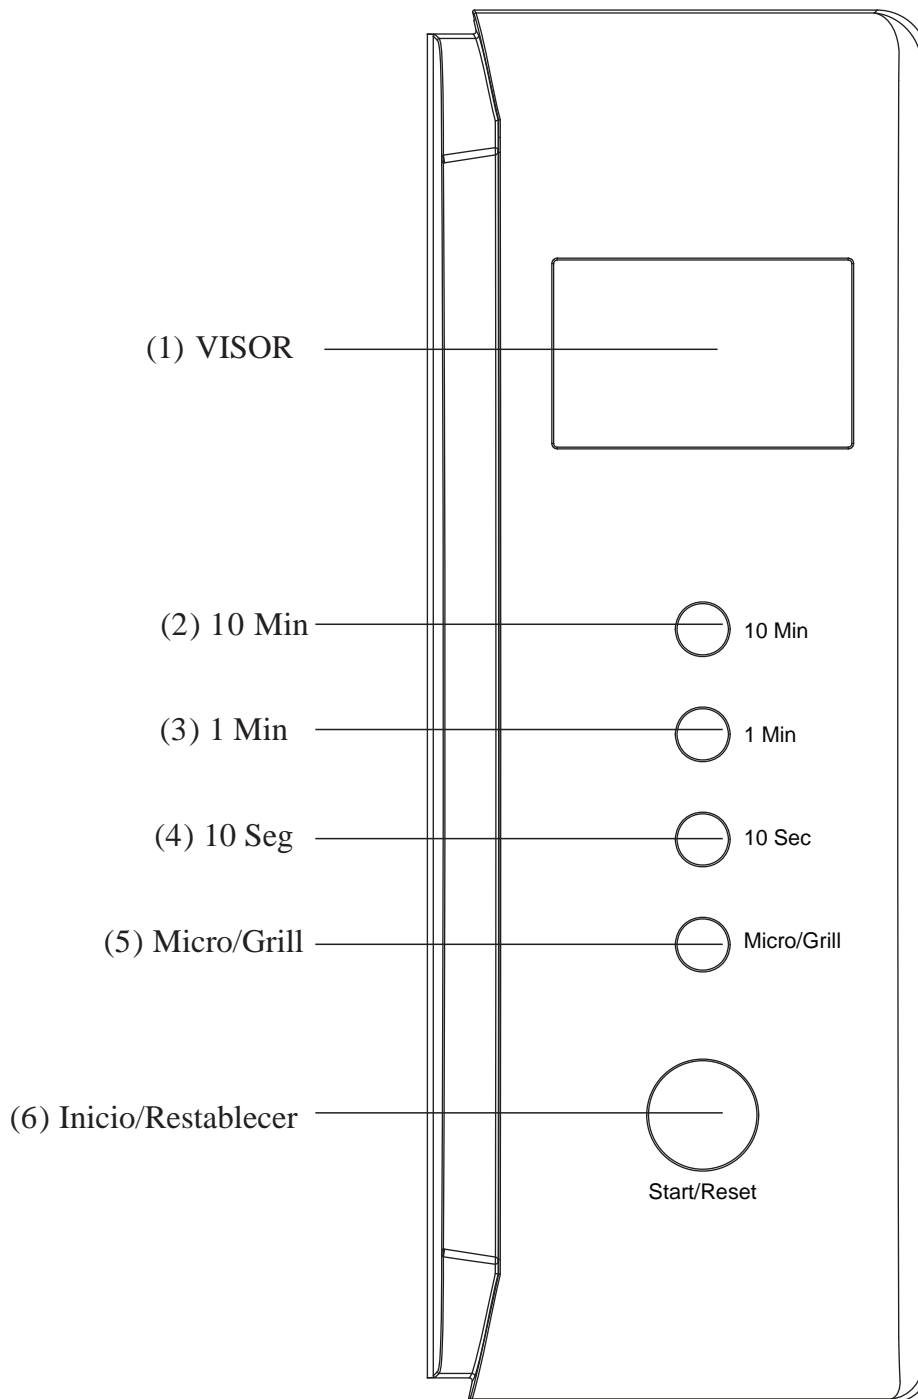 (1) VISOR
(2) 10 Min
10 Min
(3) 1 Min
1 Min
(4) 10 Seg
10 Sec
(5) Micro/Grill
Micro/Grill
(6) Inicio/Restablecer
Start/Reset